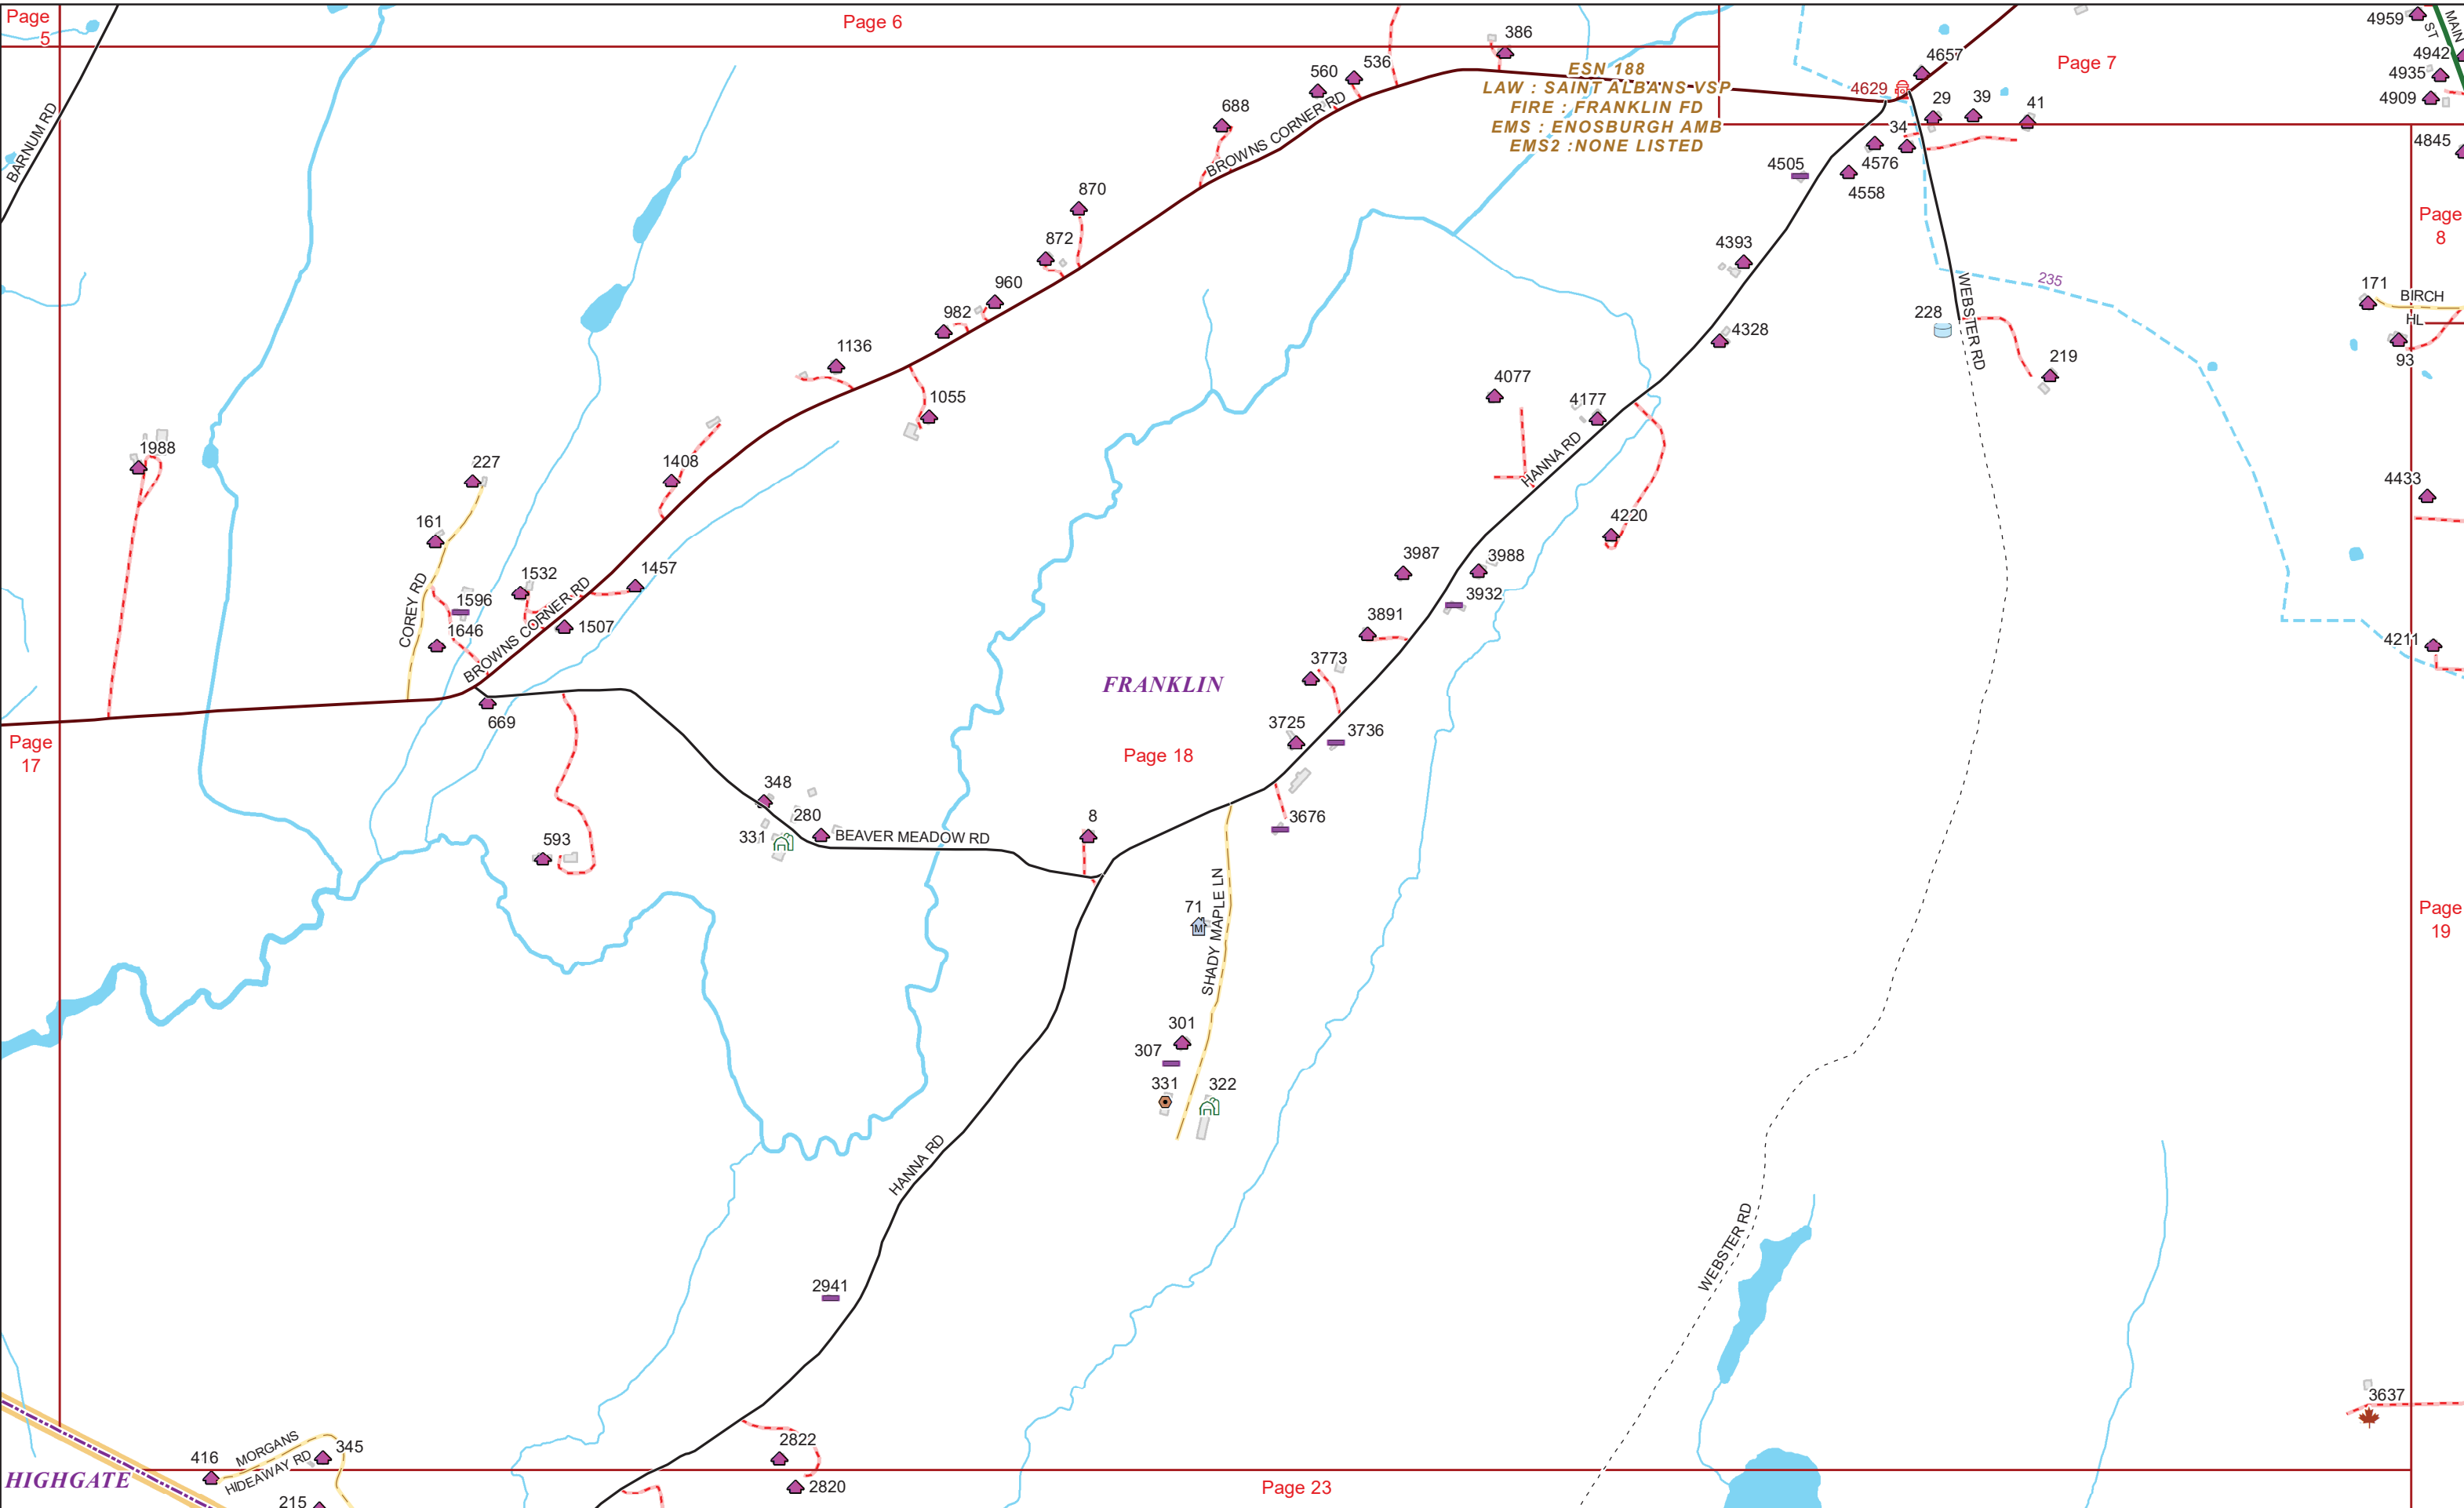 Page
5
Page 6
386
4959
MAIN
ST
4942
4935
4909
4657
Page 7
536
560
ESN 188
LAW : SAINT ALBANS VSP
FIRE : FRANKLIN FD
EMS : ENOSBURGH AMB
EMS2 :NONE LISTED
4629
29
39
41
34
688
BROWNS CORNER RD
BARNUM RD
4845
4505
4576
4558
870
872
Page
8
4393
960
982
235
171
BIRCH
HL
93
228
WEBSTER RD
4328
219
1136
1055
4077
4177
HANNA RD
1988
227
1408
4433
161
4220
3987
3988
1532
1457
3932
1596
COREY RD
BROWNS CORNER RD
1646
1507
3891
4211
3773
FRANKLIN
669
3725
3736
Page
17
Page 18
348
280
331
BEAVER MEADOW RD
8
3676
593
71
SHADY MAPLE LN
Page
19
301
307
331
322
HANNA RD
WEBSTER RD
2941
3637
416
MORGANS
HIDEAWAY RD
345
2822
2820
HIGHGATE
215
Page 23
M